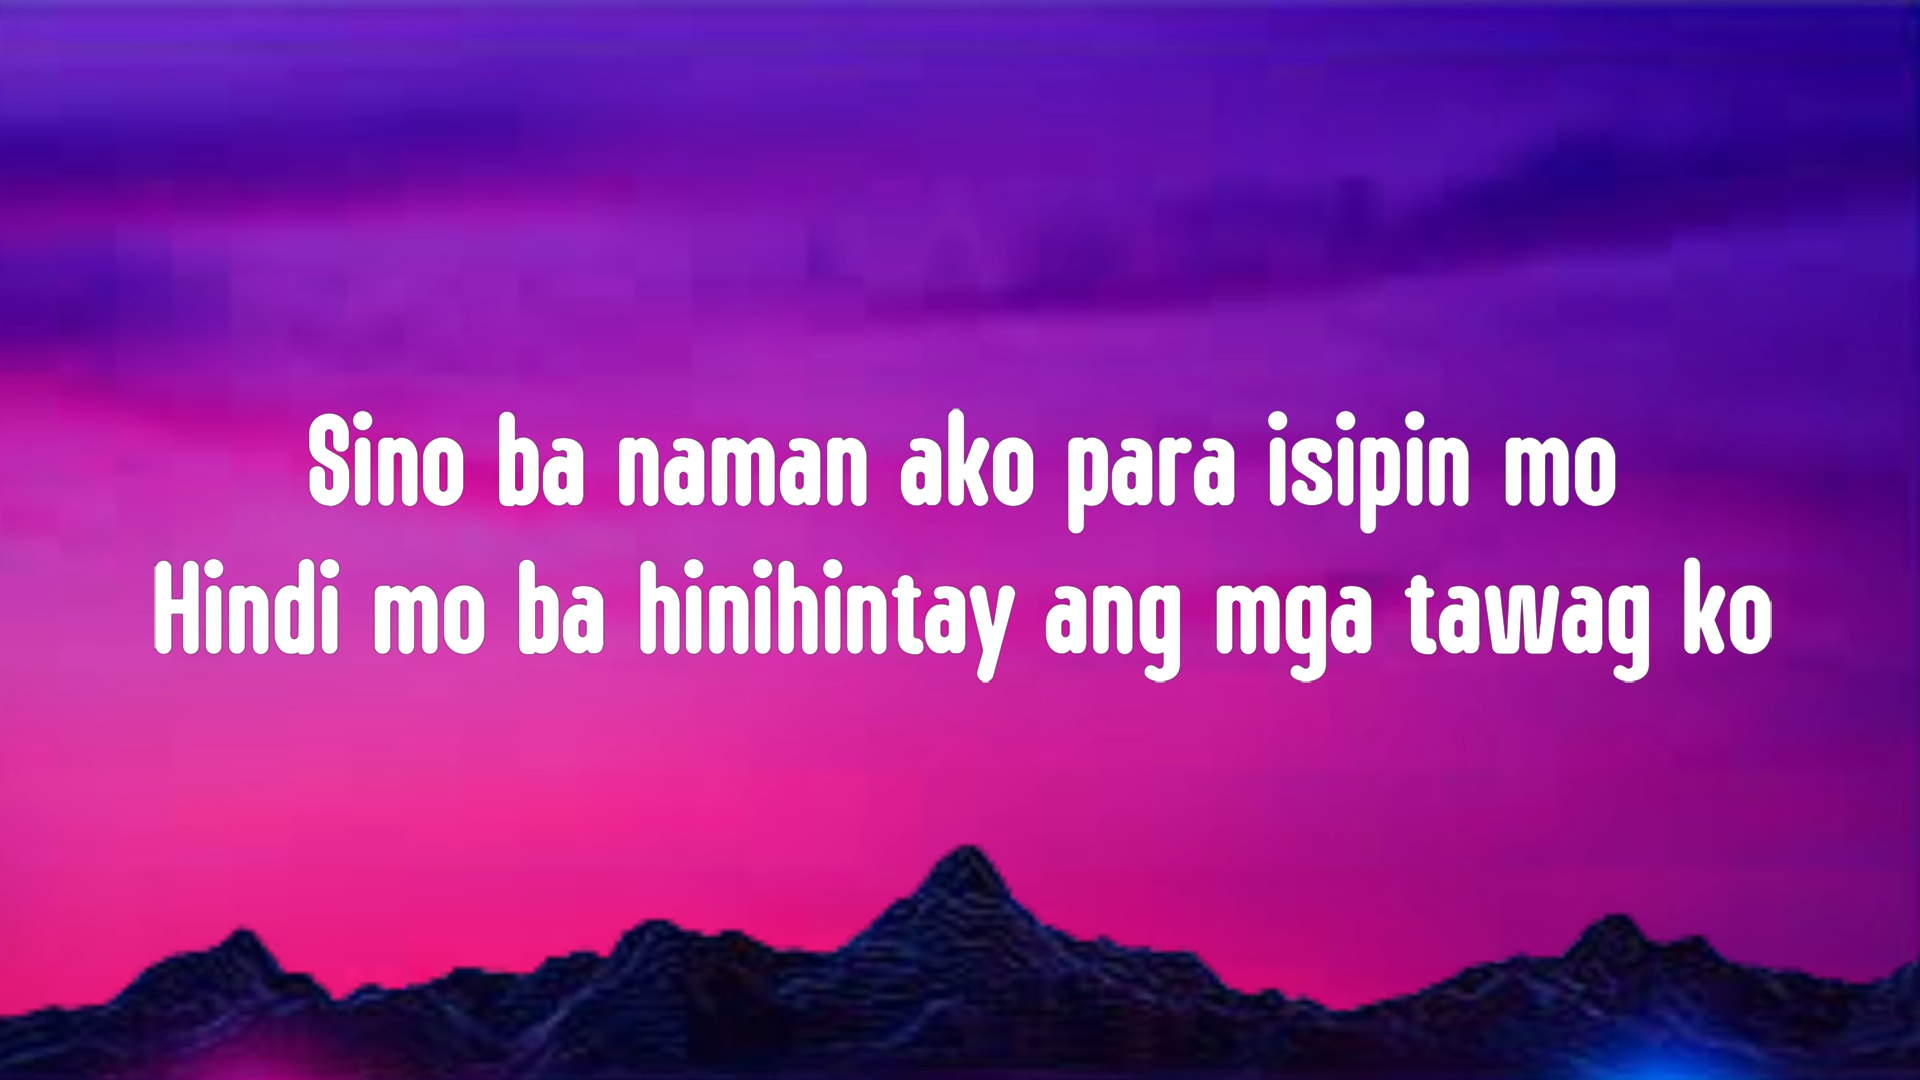 Sino ba naman ako para isipin mo
Hindi mo ba hinihintay ang mga tawag ko